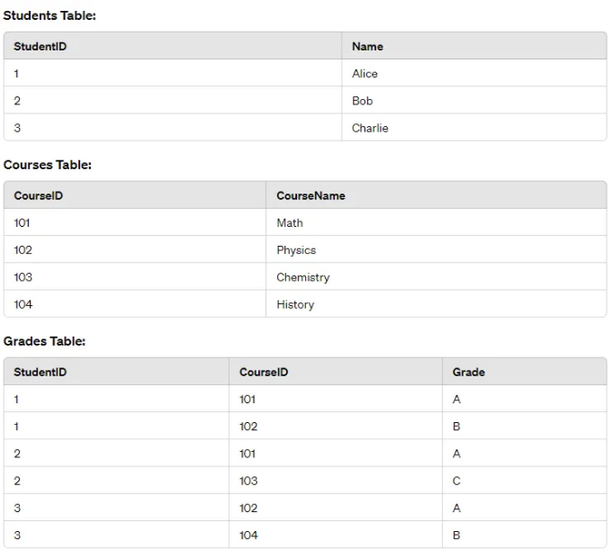 Students Table:
StudentID Name
1 Alice
2 Bob
3 Charlie
Courses Table:
CourseID CourseName
101 Math
102 Physics
103 Chemistry
104 History
Grades Table:
StudentID CourseID Grade
1 101 A
1 102 B
2 101 A
2 103 C
3 102 A
3 104 B